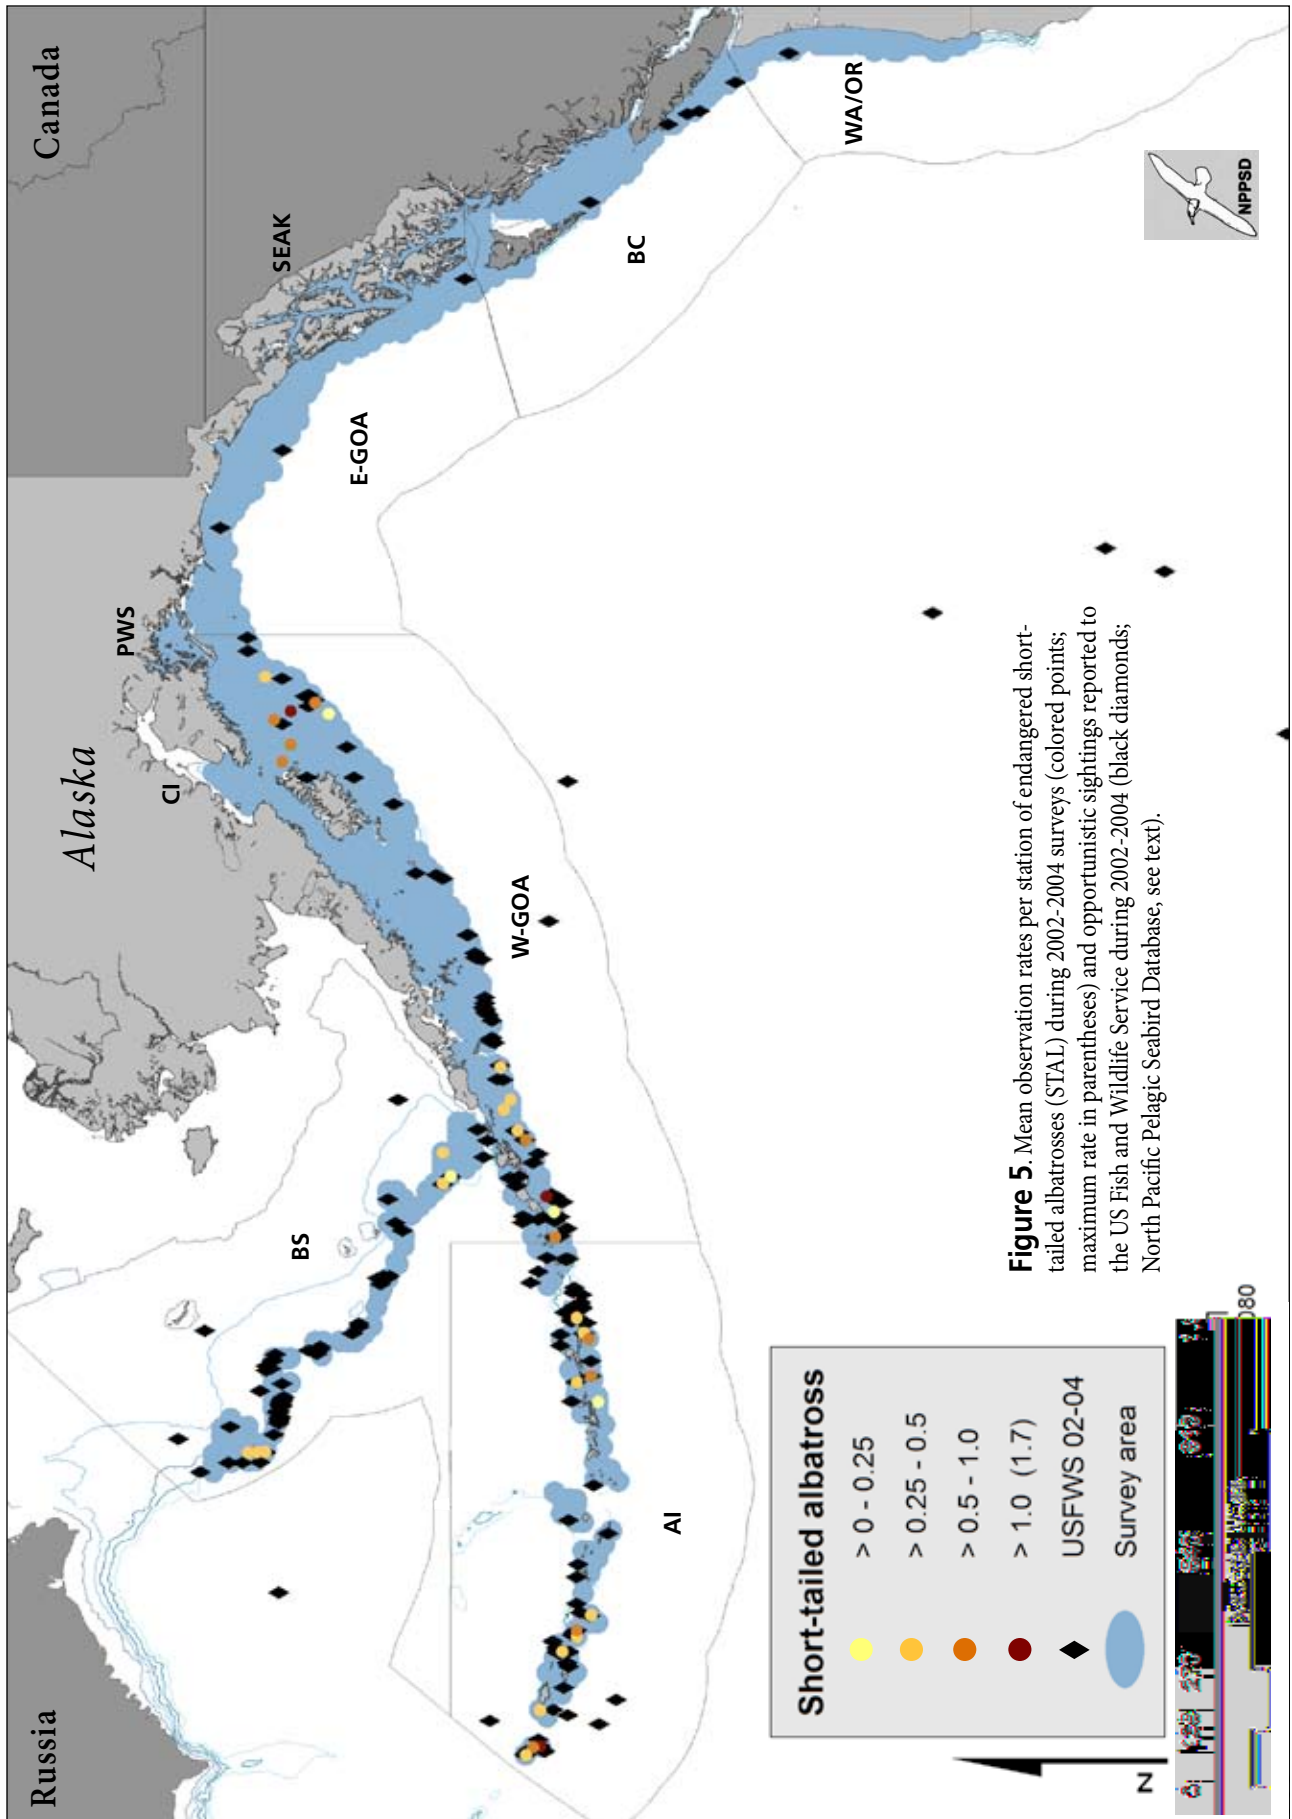 Russia
Alaska
Canada
BS
CI
PWS
SEAK
E-GOA
W-GOA
AI
BC
WA/OR
NPPSD
Short-tailed albatross
> 0 - 0.25
> 0.25 - 0.5
> 0.5 - 1.0
> 1.0 (1.7)
USFWS 02-04
Survey area
N
080
Figure 5. Mean observation rates per station of endangered short-
tailed albatrosses (STAL) during 2002-2004 surveys (colored points;
maximum rate in parentheses) and opportunistic sightings reported to
the US Fish and Wildlife Service during 2002-2004 (black diamonds;
North Pacific Pelagic Seabird Database, see text).